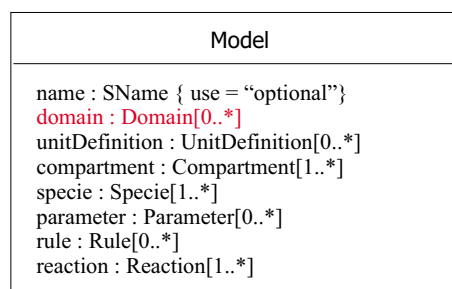 Model
name : SName { use = “optional”}
domain : Domain[0..*]
unitDefinition : UnitDefinition[0..*]
compartment : Compartment[1..*]
specie : Specie[1..*]
parameter : Parameter[0..*]
rule : Rule[0..*]
reaction : Reaction[1..*]